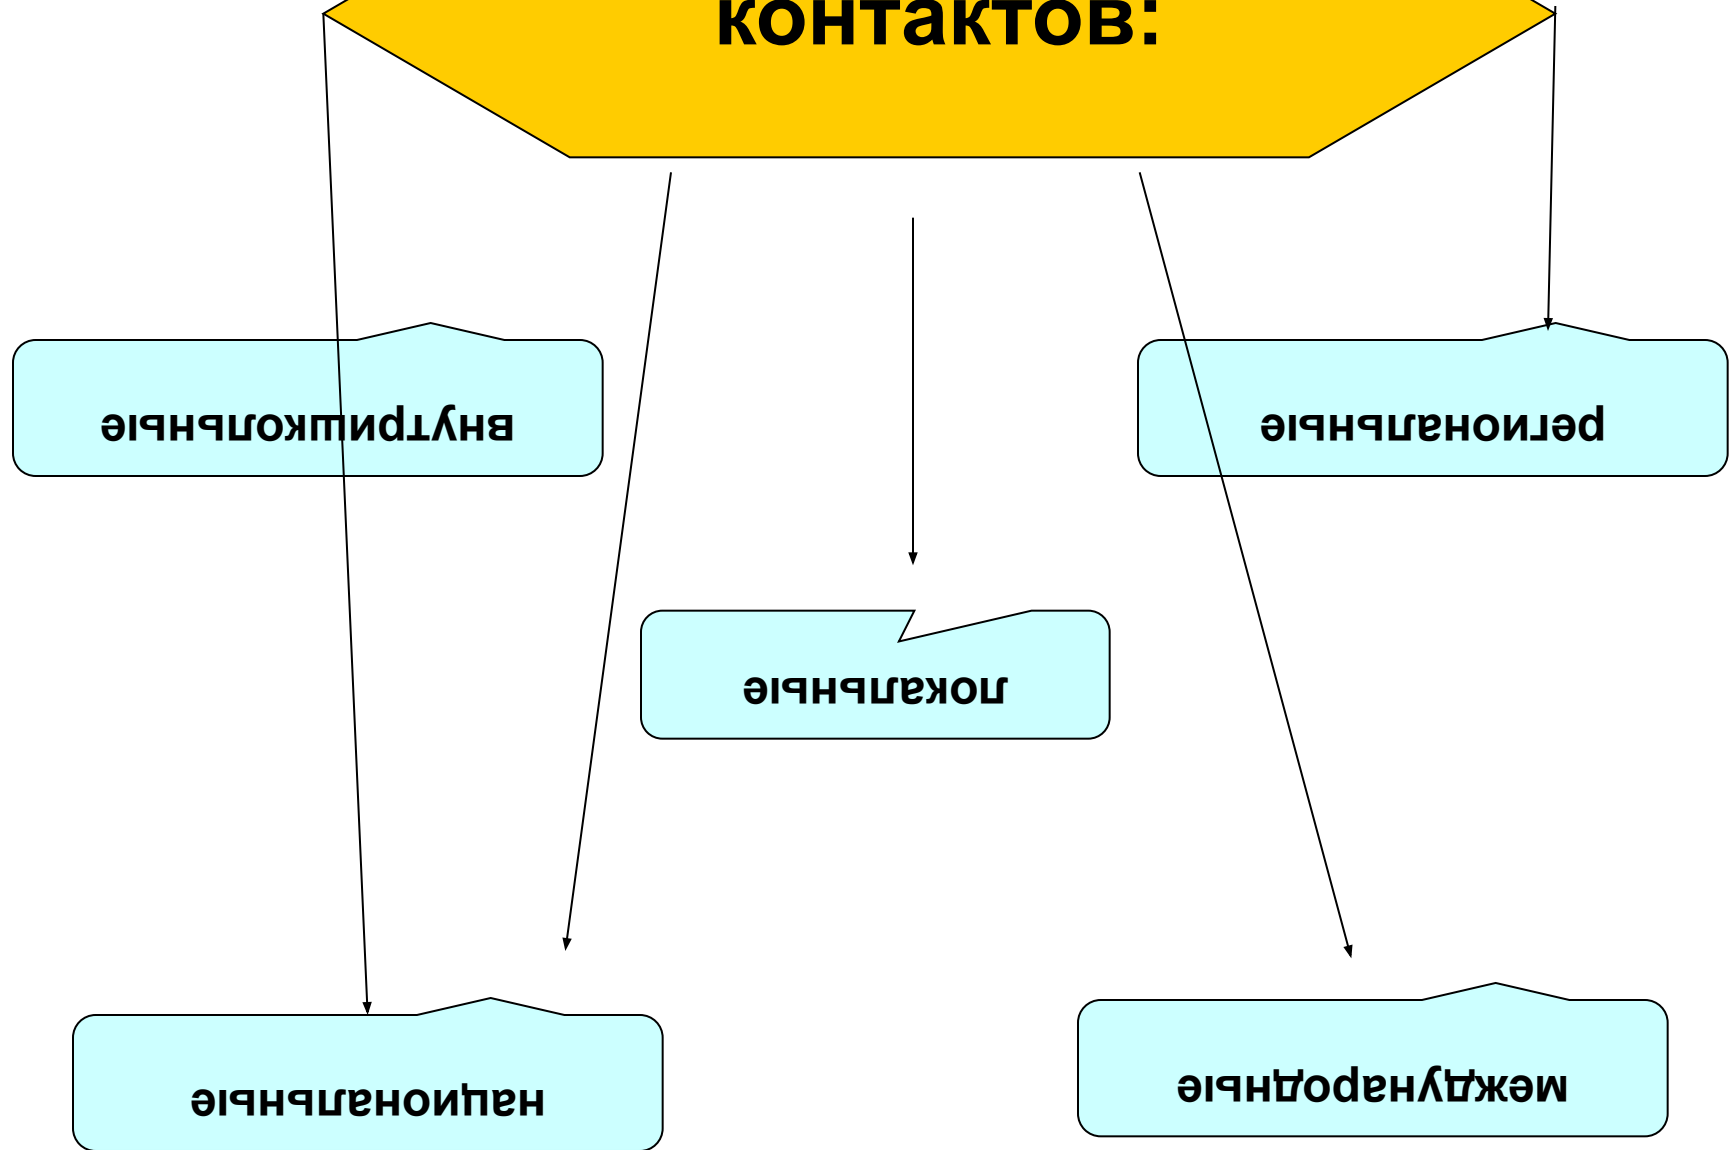 контактов:
внутришкольные
региональные
локальные
национальные
международные